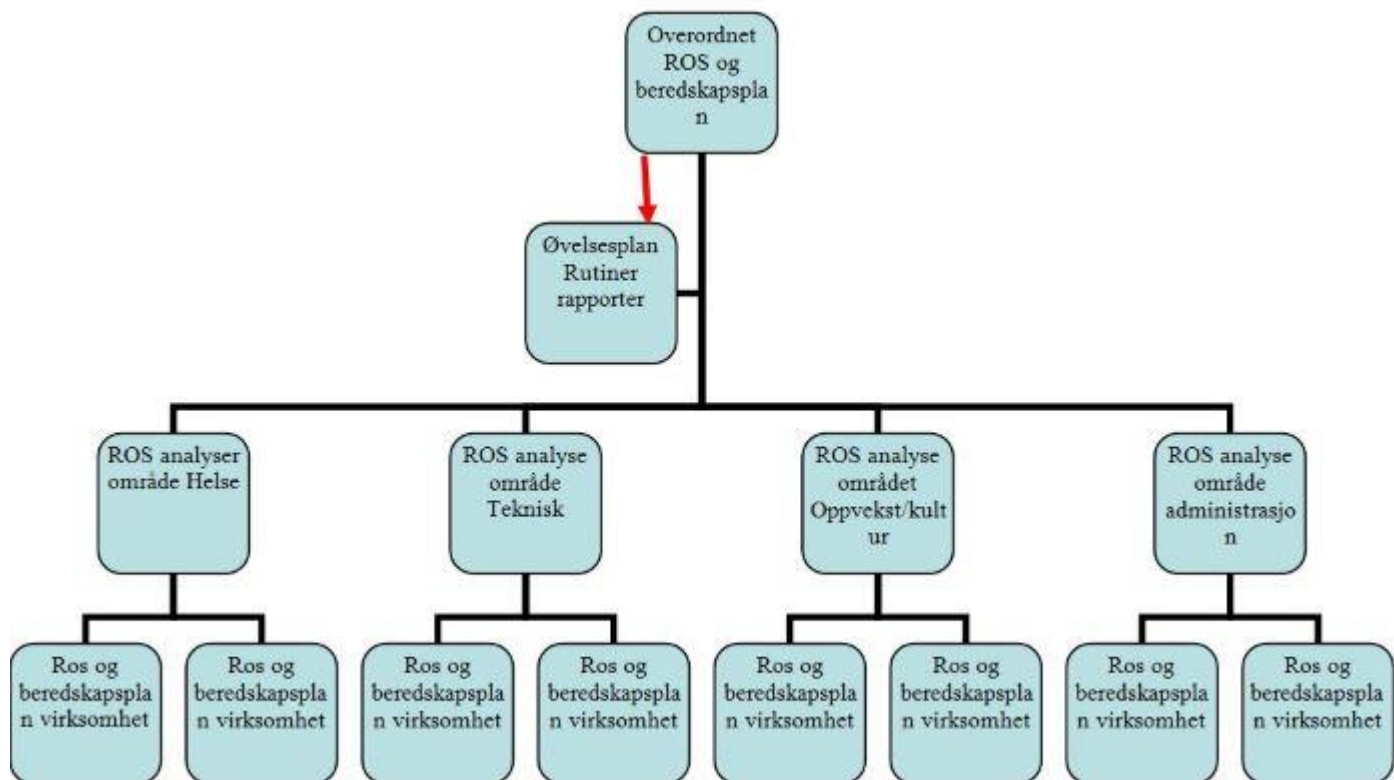 Overordnet
ROS og
beredskapspla
n
Øvelsesplan
Rutiner
rapporter
ROS analyser
område Helse
ROS analyse
område
Teknisk
ROS analyse
området
Oppvekst/kult
ur
ROS analyse
område
administrasjo
n
Ros og
beredskapspla
n virksomhet
Ros og
beredskapspla
n virksomhet
Ros og
beredskapspla
n virksomhet
Ros og
beredskapspla
n virksomhet
Ros og
beredskapspla
n virksomhet
Ros og
beredskapspla
n virksomhet
Ros og
beredskapspla
n virksomhet
Ros og
beredskapspla
n virksomhet